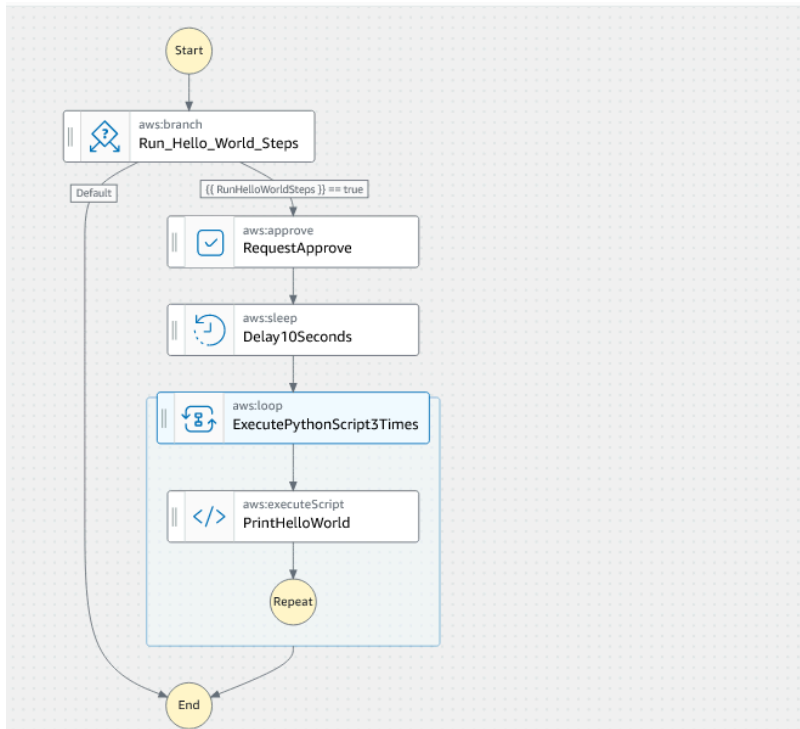 Start
aws:branch
Run_Hello_World_Steps
Default
{{ RunHelloWorldSteps }} == true
aws:approve
RequestApprove
aws:sleep
Delay10Seconds
aws:loop
ExecutePythonScript3Times
aws:executeScript
PrintHelloWorld
Repeat
End